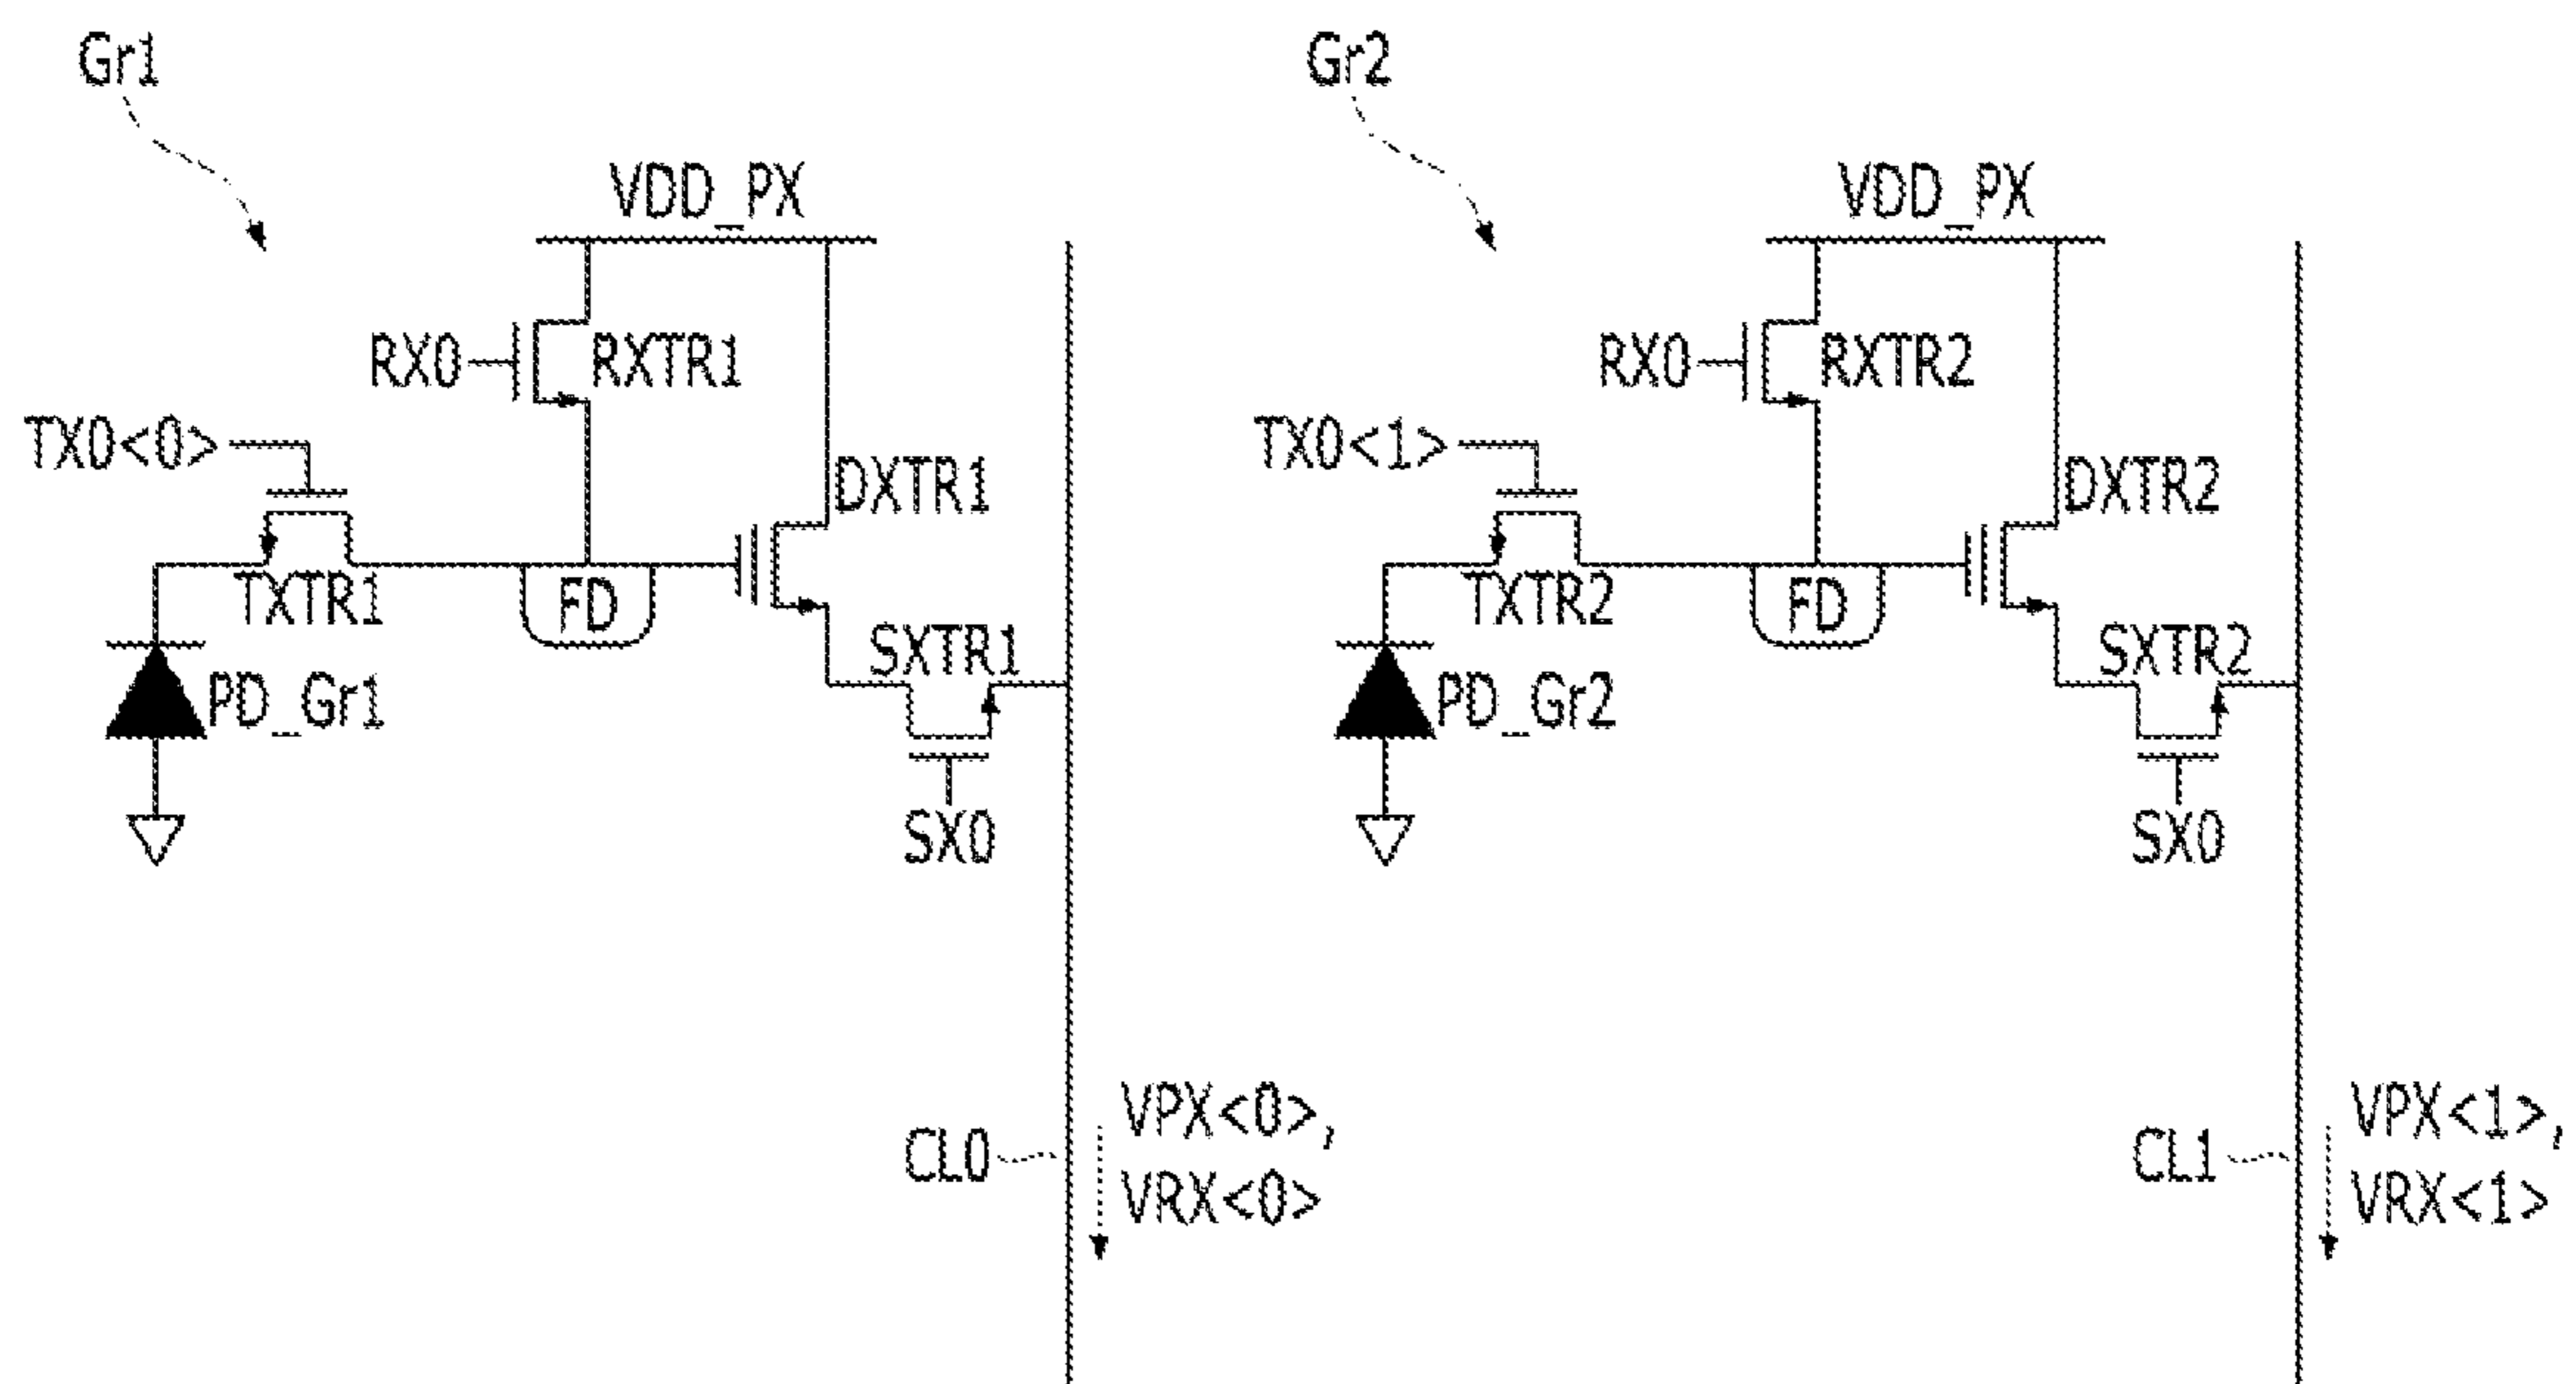 Gr1
VDD_PX
RX0
RXTR1
TX0<0>
DXTR1
TXTR1
FD
SXTR1
PD_Gr1
SX0
CL0
VPX<0>,
VRX<0>
Gr2
VDD_PX
RX0
RXTR2
TX0<1>
DXTR2
TXTR2
FD
SXTR2
PD_Gr2
SX0
CL1
VPX<1>,
VRX<1>